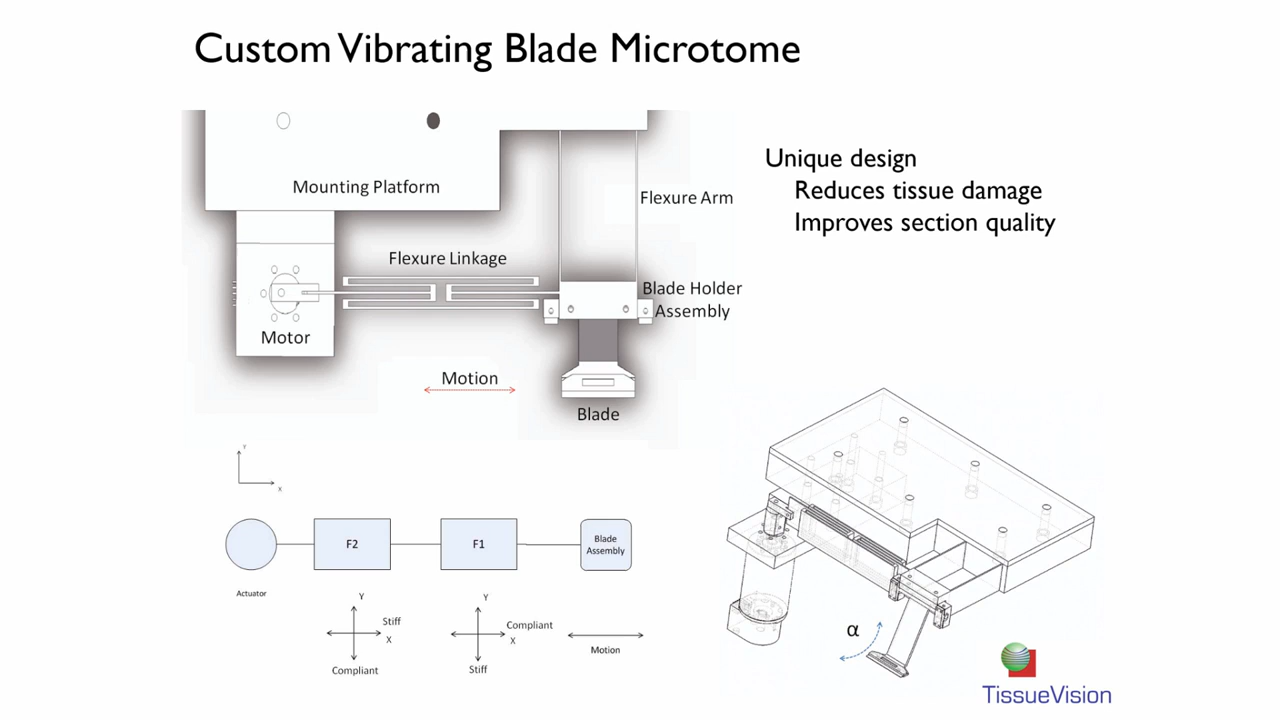 Custom Vibrating Blade Microtome
Mounting Platform
Flexure Arm
Flexure Linkage
Blade Holder
Assembly
Motor
Motion
Blade
Unique design
Reduces tissue damage
Improves section quality
Y
X
F2
F1
Blade
Assembly
Actuator
Y
Stiff
X
Compliant
Y
Compliant
X
Stiff
Motion
α
TissueVision